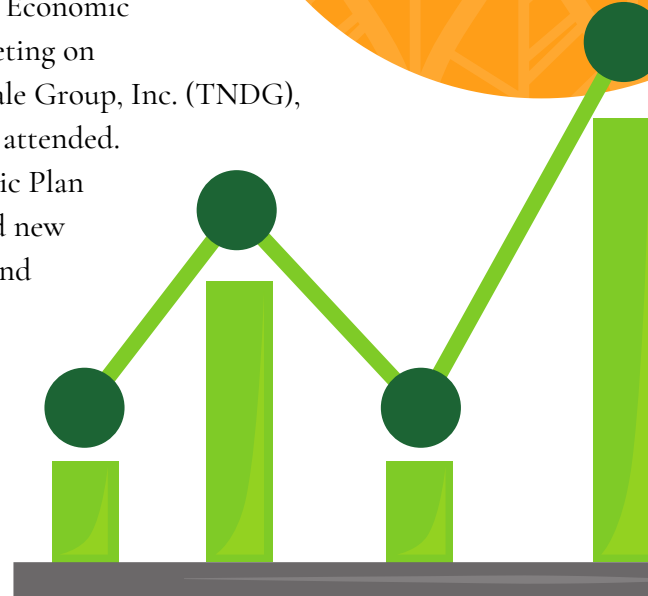 Economic
eting on
ale Group, Inc. (TNDG),
attended.
ic Plan
d new
nd